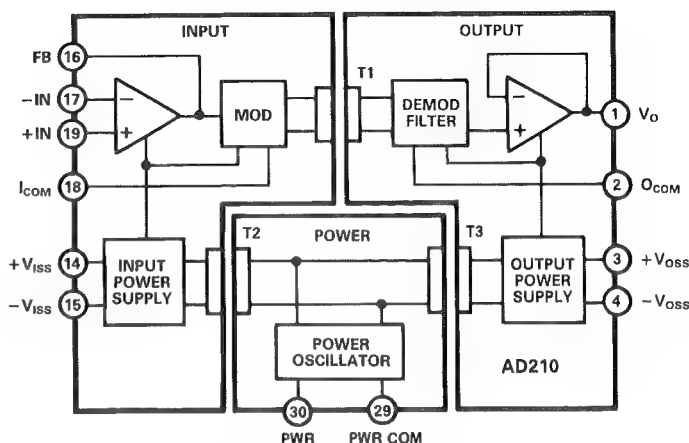 INPUT
OUTPUT
FB 16
T1
−IN 17
−
MOD
DEMOD
FILTER
−
1 VO
+IN 19
+
+
ICOM 18
2 OCOM
T2
POWER
T3
+VISS 14
INPUT
POWER
SUPPLY
OUTPUT
POWER
SUPPLY
3 +VOSS
−VISS 15
4 −VOSS
POWER
OSCILLATOR
AD210
30
29
PWR
PWR COM